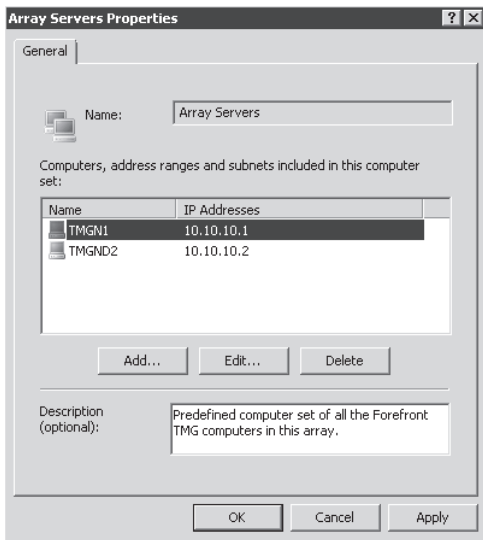 Array Servers Properties
? X
General
Name: Array Servers
Computers, address ranges and subnets included in this computer
set:
Name IP Addresses
TMGN1 10.10.10.1
TMGND2 10.10.10.2
Add... Edit... Delete
Description
(optional):
Predefined computer set of all the Forefront
TMG computers in this array.
OK Cancel Apply